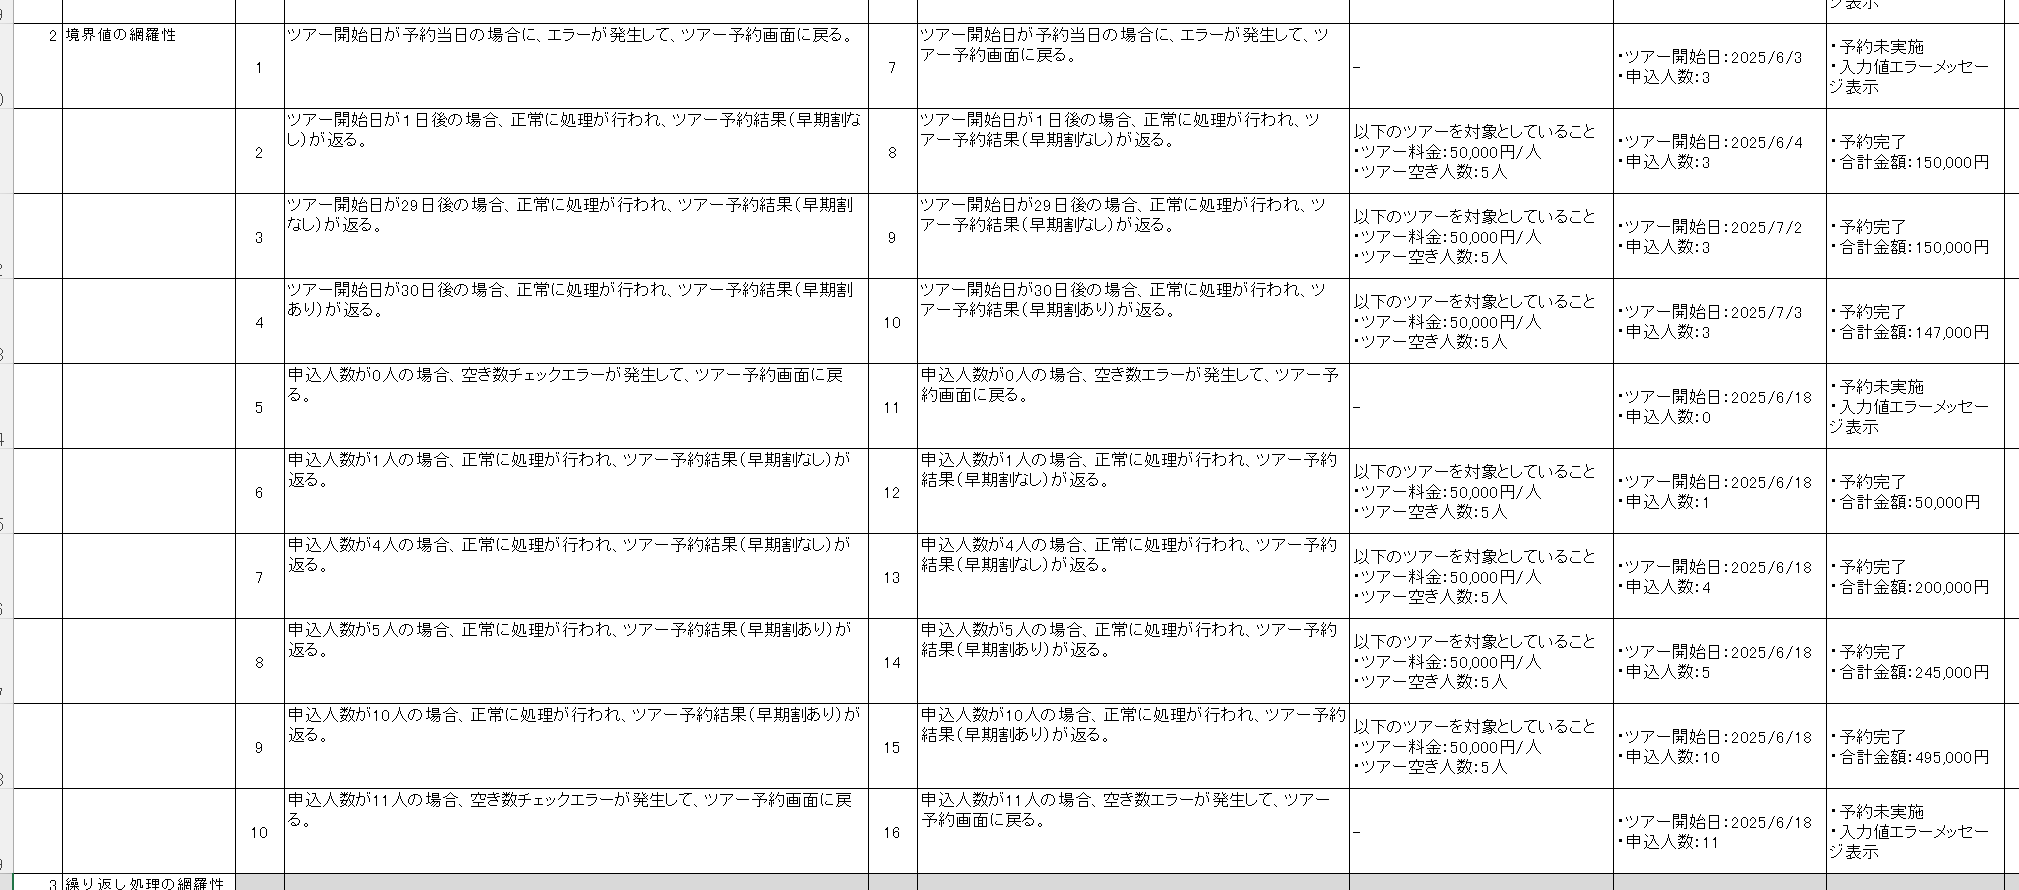 ジ表示
2 境界値の網羅性
1
ツアー開始日が予約当日の場合に、エラーが発生して、ツアー予約画面に戻る。
7
ツアー開始日が予約当日の場合に、エラーが発生して、ツ
アー予約画面に戻る。
-
・ツアー開始日:2025/6/3
・申込人数:3
・予約未実施
・入力値エラーメッセー
ジ表示
2
ツアー開始日が1日後の場合、正常に処理が行われ、ツアー予約結果(早期割な
し)が返る。
8
ツアー開始日が1日後の場合、正常に処理が行われ、ツ
アー予約結果(早期割なし)が返る。
以下のツアーを対象としていること
・ツアー料金:50,000円/人
・ツアー空き人数:5人
・ツアー開始日:2025/6/4
・申込人数:3
・予約完了
・合計金額:150,000円
3
ツアー開始日が29日後の場合、正常に処理が行われ、ツアー予約結果(早期割
なし)が返る。
9
ツアー開始日が29日後の場合、正常に処理が行われ、ツ
アー予約結果(早期割なし)が返る。
以下のツアーを対象としていること
・ツアー料金:50,000円/人
・ツアー空き人数:5人
・ツアー開始日:2025/7/2
・申込人数:3
・予約完了
・合計金額:150,000円
4
ツアー開始日が30日後の場合、正常に処理が行われ、ツアー予約結果(早期割
あり)が返る。
10
ツアー開始日が30日後の場合、正常に処理が行われ、ツ
アー予約結果(早期割あり)が返る。
以下のツアーを対象としていること
・ツアー料金:50,000円/人
・ツアー空き人数:5人
・ツアー開始日:2025/7/3
・申込人数:3
・予約完了
・合計金額:147,000円
5
申込人数が0人の場合、空き数チェックエラーが発生して、ツアー予約画面に戻
る。
11
申込人数が0人の場合、空き数エラーが発生して、ツアー予
約画面に戻る。
-
・ツアー開始日:2025/6/18
・申込人数:0
・予約未実施
・入力値エラーメッセー
ジ表示
6
申込人数が1人の場合、正常に処理が行われ、ツアー予約結果(早期割なし)が
返る。
12
申込人数が1人の場合、正常に処理が行われ、ツアー予約
結果(早期割なし)が返る。
以下のツアーを対象としていること
・ツアー料金:50,000円/人
・ツアー空き人数:5人
・ツアー開始日:2025/6/18
・申込人数:1
・予約完了
・合計金額:50,000円
7
申込人数が4人の場合、正常に処理が行われ、ツアー予約結果(早期割なし)が
返る。
13
申込人数が4人の場合、正常に処理が行われ、ツアー予約
結果(早期割なし)が返る。
以下のツアーを対象としていること
・ツアー料金:50,000円/人
・ツアー空き人数:5人
・ツアー開始日:2025/6/18
・申込人数:4
・予約完了
・合計金額:200,000円
8
申込人数が5人の場合、正常に処理が行われ、ツアー予約結果(早期割あり)が
返る。
14
申込人数が5人の場合、正常に処理が行われ、ツアー予約
結果(早期割あり)が返る。
以下のツアーを対象としていること
・ツアー料金:50,000円/人
・ツアー空き人数:5人
・ツアー開始日:2025/6/18
・申込人数:5
・予約完了
・合計金額:245,000円
9
申込人数が10人の場合、正常に処理が行われ、ツアー予約結果(早期割あり)が
返る。
15
申込人数が10人の場合、正常に処理が行われ、ツアー予約
結果(早期割あり)が返る。
以下のツアーを対象としていること
・ツアー料金:50,000円/人
・ツアー空き人数:5人
・ツアー開始日:2025/6/18
・申込人数:10
・予約完了
・合計金額:495,000円
10
申込人数が11人の場合、空き数チェックエラーが発生して、ツアー予約画面に戻
る。
16
申込人数が11人の場合、空き数エラーが発生して、ツアー
予約画面に戻る。
-
・ツアー開始日:2025/6/18
・申込人数:11
・予約未実施
・入力値エラーメッセー
ジ表示
3 繰り返し処理の網羅性